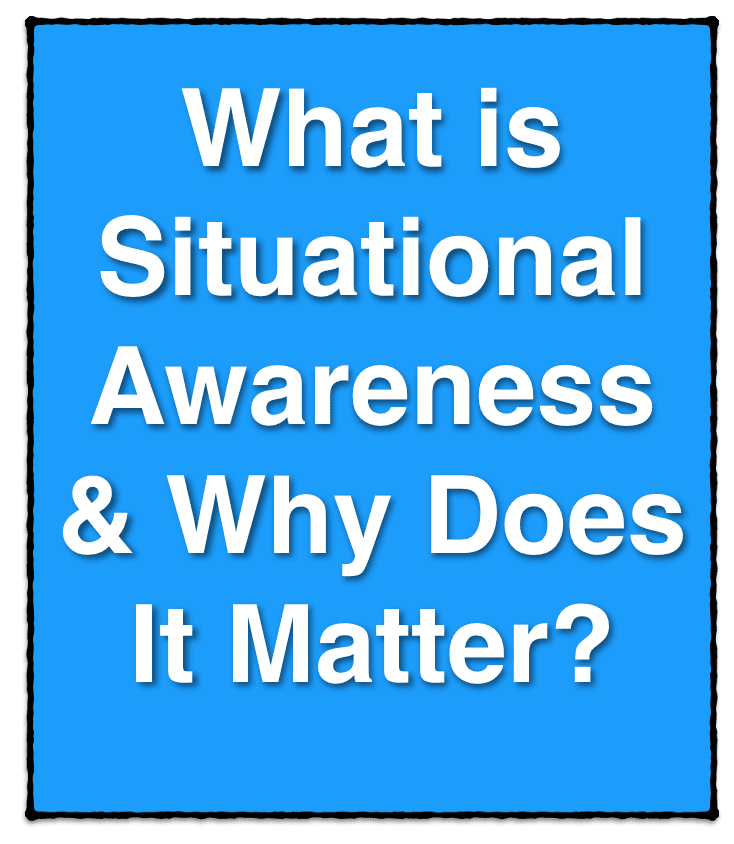 What is
Situational
Awareness
& Why Does
It Matter?